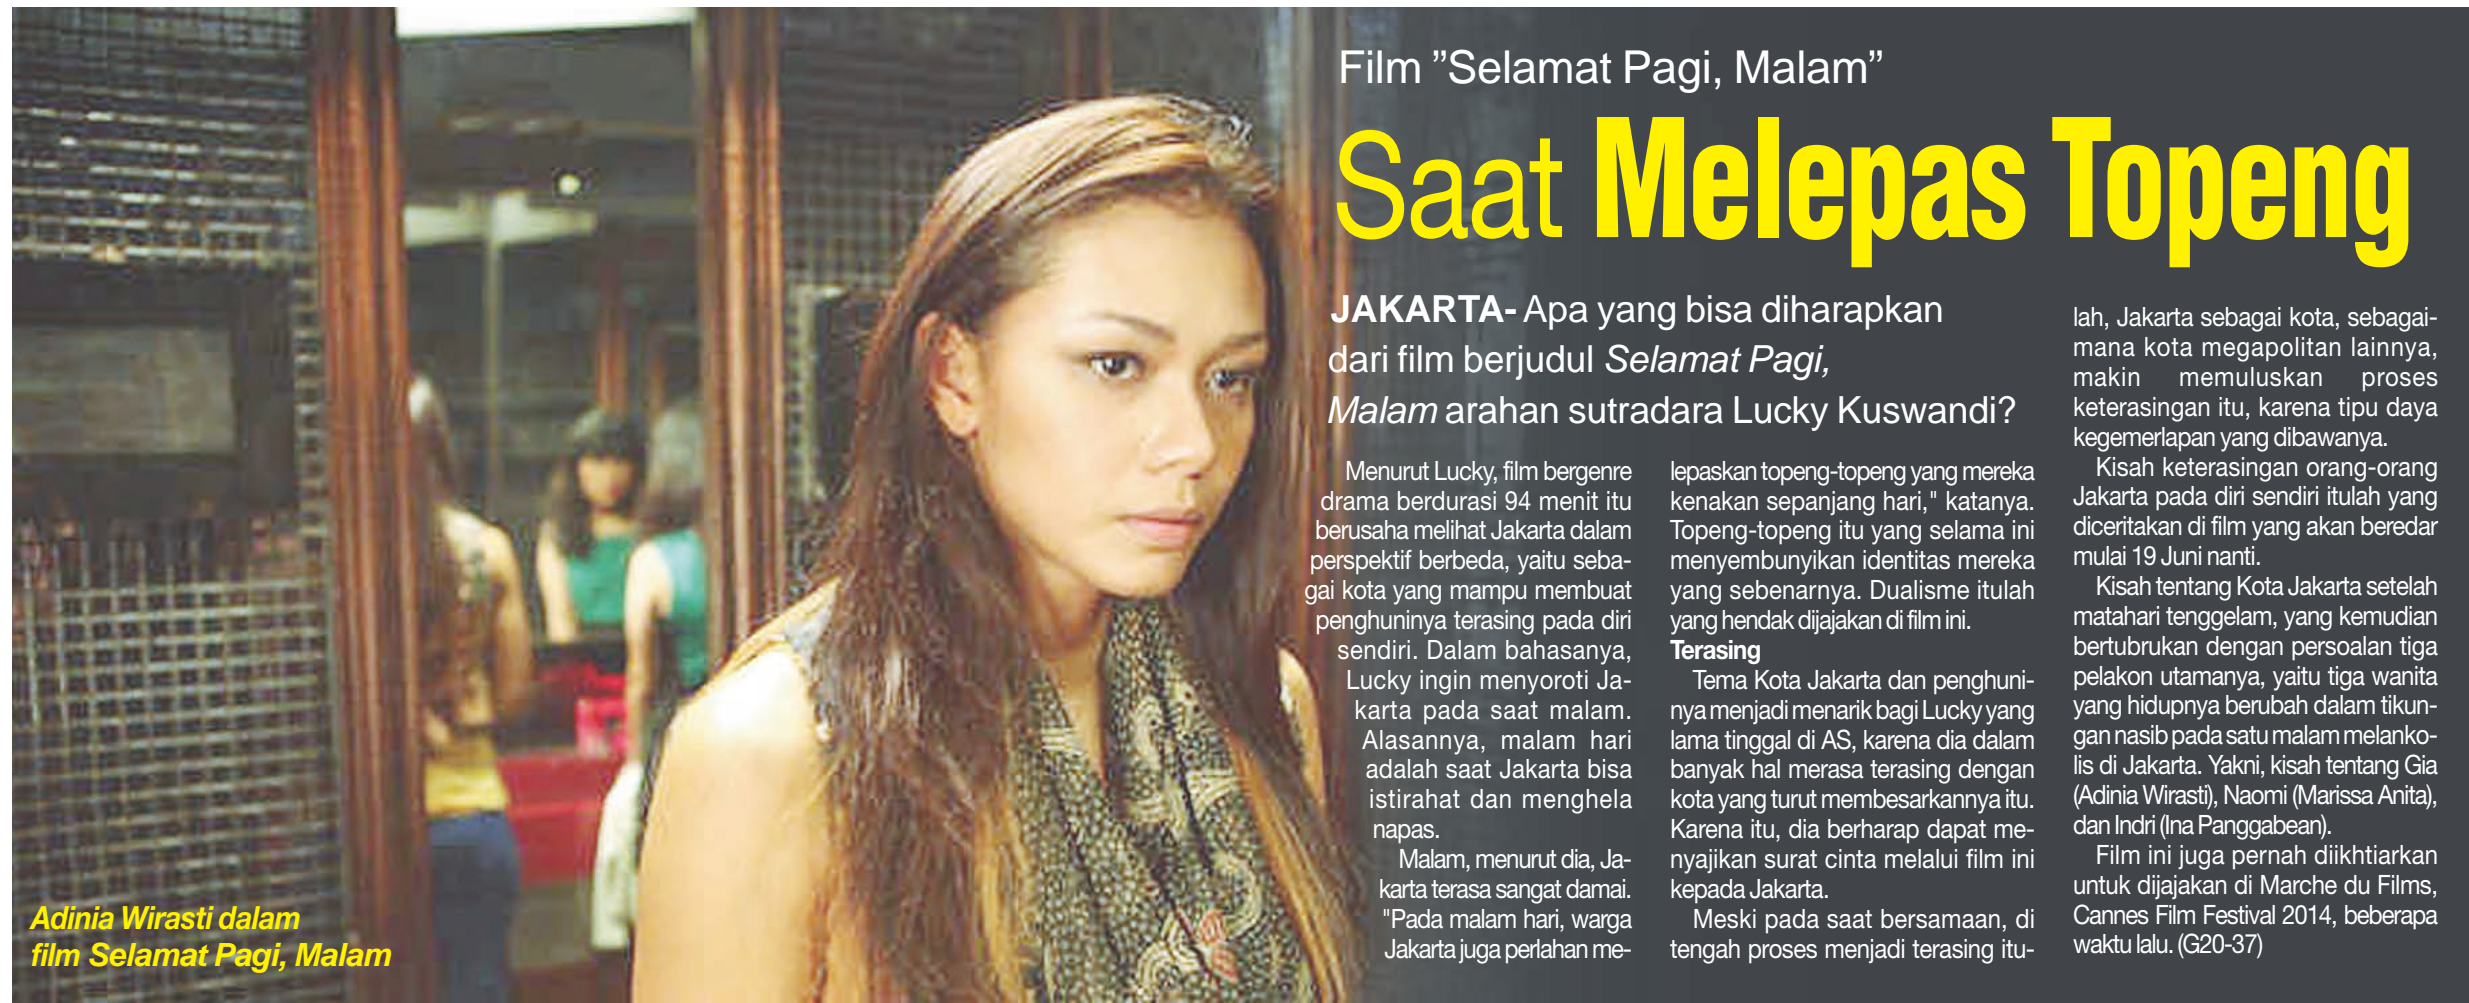 Film ”Selamat Pagi, Malam”
Saat Melepas Topeng
JAKARTA- Apa yang bisa diharapkan
dari film berjudul Selamat Pagi,
Malam arahan sutradara Lucky Kuswandi?
Menurut Lucky, film bergenre
drama berdurasi 94 menit itu
berusaha melihat Jakarta dalam
perspektif berbeda, yaitu seba-
gai kota yang mampu membuat
penghuninya terasing pada diri
sendiri. Dalam bahasanya,
Lucky ingin menyoroti Ja-
karta pada saat malam.
Alasannya, malam hari
adalah saat Jakarta bisa
istirahat dan menghela
napas.
Malam, menurut dia, Ja-
karta terasa sangat damai.
"Pada malam hari, warga
Jakarta juga perlahan me-
lepaskan topeng-topeng yang mereka
kenakan sepanjang hari," katanya.
Topeng-topeng itu yang selama ini
menyembunyikan identitas mereka
yang sebenarnya. Dualisme itulah
yang hendak dijajakan di film ini.
Terasing
Tema Kota Jakarta dan penghuni-
nya menjadi menarik bagi Lucky yang
lama tinggal di AS, karena dia dalam
banyak hal merasa terasing dengan
kota yang turut membesarkannya itu.
Karena itu, dia berharap dapat me-
nyajikan surat cinta melalui film ini
kepada Jakarta.
Meski pada saat bersamaan, di
tengah proses menjadi terasing itu-
lah, Jakarta sebagai kota, sebagai-
mana kota megapolitan lainnya,
makin memuluskan proses
keterasingan itu, karena tipu daya
kegemerlapan yang dibawanya.
Kisah keterasingan orang-orang
Jakarta pada diri sendiri itulah yang
diceritakan di film yang akan beredar
mulai 19 Juni nanti.
Kisah tentang Kota Jakarta setelah
matahari tenggelam, yang kemudian
bertubrukan dengan persoalan tiga
pelakon utamanya, yaitu tiga wanita
yang hidupnya berubah dalam tikun-
gan nasib pada satu malam melanko-
lis di Jakarta. Yakni, kisah tentang Gia
(Adinia Wirasti), Naomi (Marissa Anita),
dan Indri (Ina Panggabean).
Film ini juga pernah diikhtiarkan
untuk dijajakan di Marche du Films,
Cannes Film Festival 2014, beberapa
waktu lalu. (G20-37)
Adinia Wirasti dalam
film Selamat Pagi, Malam